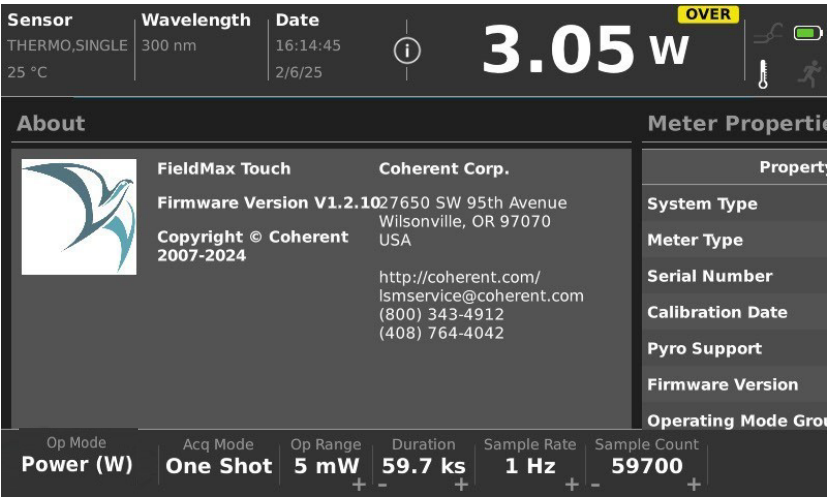 Sensor
THERMO,SINGLE
25 °C
Wavelength
300 nm
Date
16:14:45
2/6/25
i
3.05 W
OVER
About
FieldMax Touch
Firmware Version V1.2.10
Copyright © Coherent
2007-2024
Coherent Corp.
27650 SW 95th Avenue
Wilsonville, OR 97070
USA
http://coherent.com/
lsmservice@coherent.com
(800) 343-4912
(408) 764-4042
Meter Propertie
Property
System Type
Meter Type
Serial Number
Calibration Date
Pyro Support
Firmware Version
Operating Mode Grou
Op Mode
Power (W)
Acq Mode
One Shot
Op Range
5 mW
+
Duration
59.7 ks
- +
Sample Rate
1 Hz
+
Sample Count
59700
- +